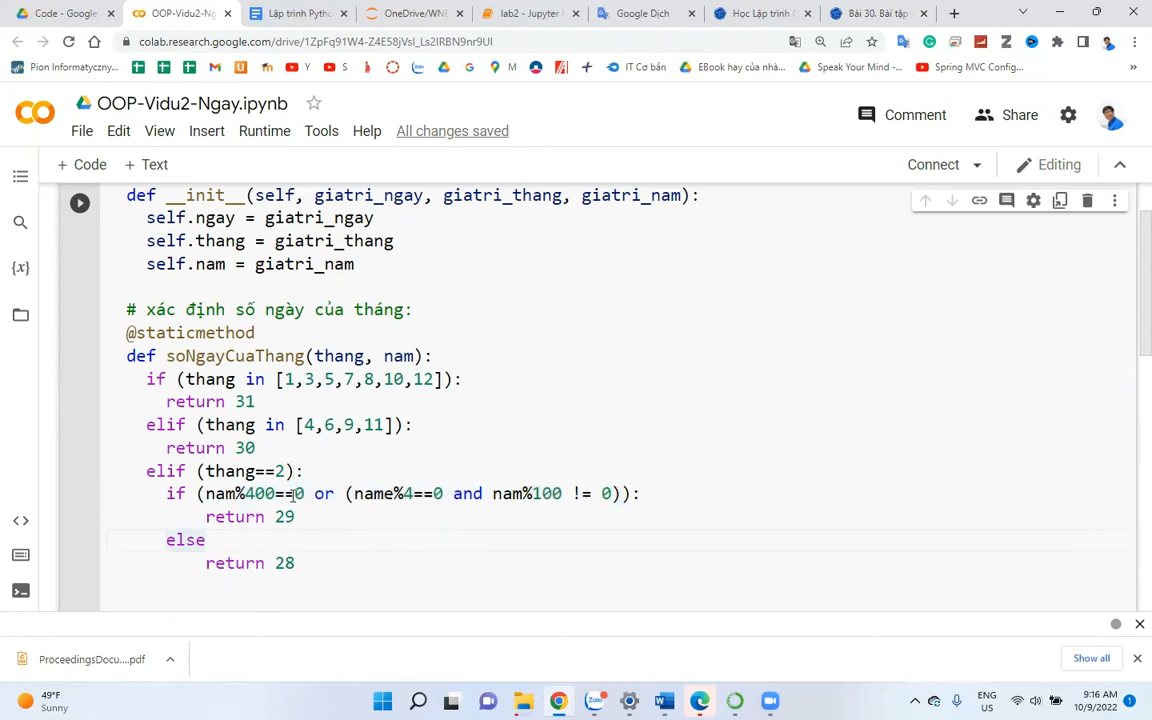 Code - Google
OOP-Vidu2-Ng
Lập trình Pyth
OneDrive/WNE
lab2 - Jupyter
Google Dịch
Học Lập trình
Bài 30. Bài tập
colab.research.google.com/drive/1ZpFq91W4-Z4E58jVsI_Ls2IRBN9nr9UI
Pion Informatyczny...
Y
S
M
IT Cơ bản
EBook hay của nhà...
Speak Your Mind -...
Spring MVC Config...
»
OOP-Vidu2-Ngay.ipynb
Comment
Share
File Edit View Insert Runtime Tools Help All changes saved
+ Code + Text
Connect
Editing
def __init__(self, giatri_ngay, giatri_thang, giatri_nam):
self.ngay = giatri_ngay
self.thang = giatri_thang
self.nam = giatri_nam
# xác định số ngày của tháng:
@staticmethod
def soNgayCuaThang(thang, nam):
if (thang in [1,3,5,7,8,10,12]):
return 31
elif (thang in [4,6,9,11]):
return 30
elif (thang==2):
if (nam%400==0 or (name%4==0 and nam%100 != 0)):
return 29
else
return 28
ProceedingsDocu....pdf
Show all
49°F
Sunny
ENG
US
9:16 AM
10/9/2022
1